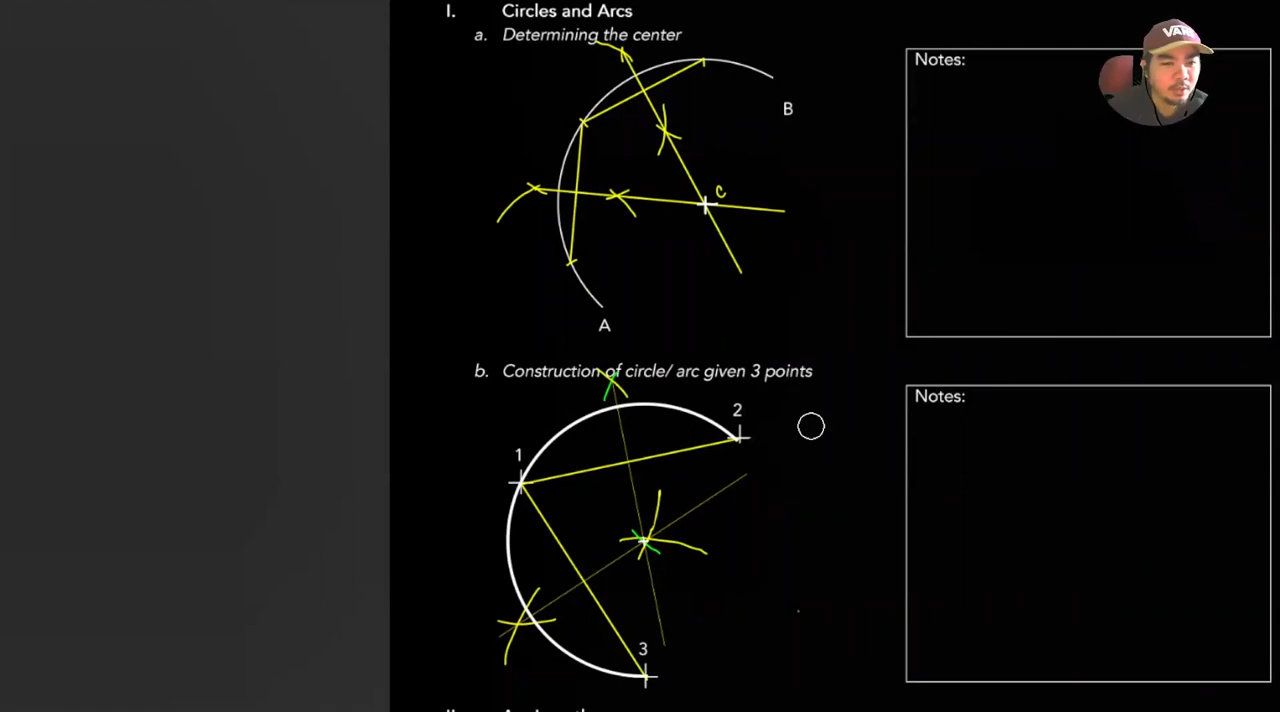 I. Circles and Arcs
a. Determining the center
Notes:
VANS
B
C
A
b. Construction of circle/ arc given 3 points
Notes:
2
1
3